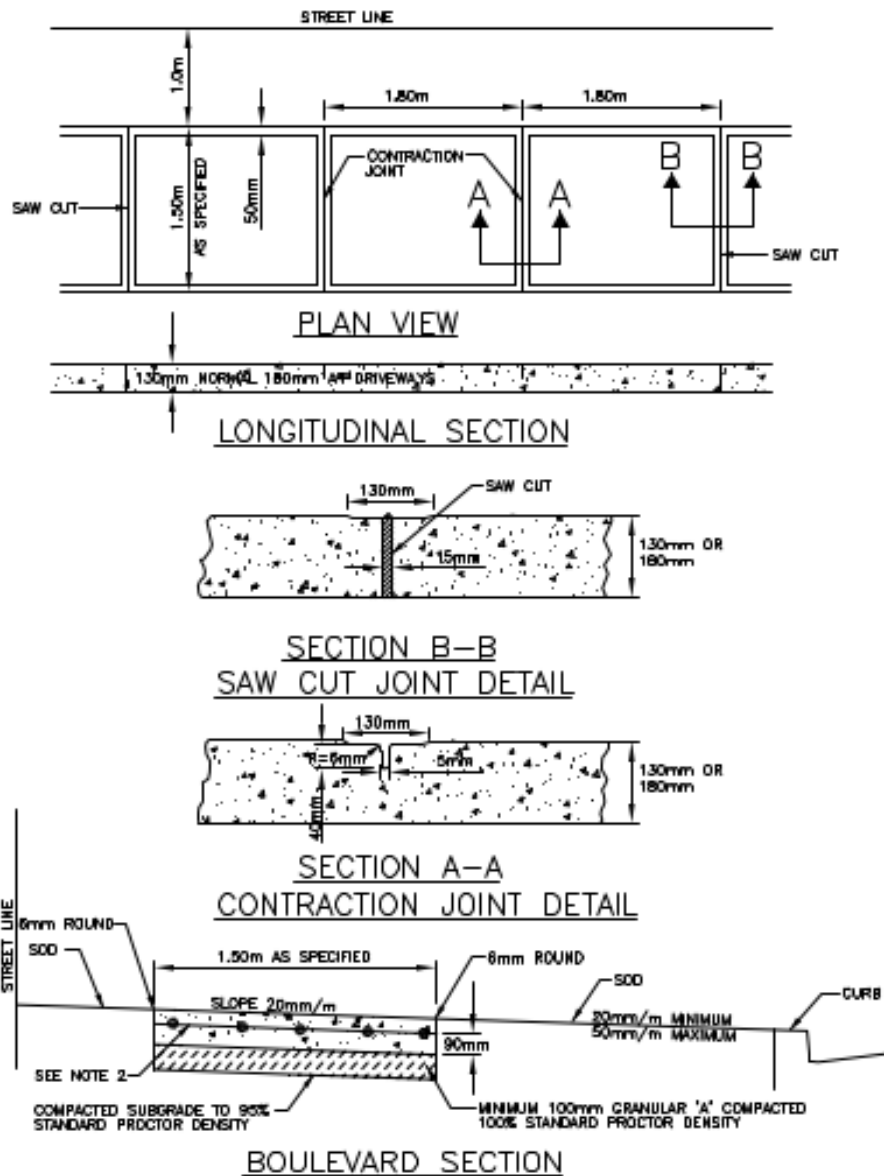 STREET LINE
1.0m
1.80m
1.80m
CONTRACTION
JOINT
B
B
A
A
SAW CUT
1.50m
AS SPECIFIED
50mm
SAW CUT
PLAN VIEW
130mm NORMAL 180mm AT DRIVEWAYS
LONGITUDINAL SECTION
130mm
SAW CUT
130mm OR
180mm
SECTION B-B
SAW CUT JOINT DETAIL
130mm
R=6mm
5mm
130mm OR
180mm
40mm
SECTION A-A
CONTRACTION JOINT DETAIL
STREET LINE
6mm ROUND
SOD
1.50m AS SPECIFIED
6mm ROUND
SOD
CURB
SLOPE 20mm/m
20mm/m MINIMUM
50mm/m MAXIMUM
90mm
SEE NOTE 2
COMPACTED SUBGRADE TO 95%
STANDARD PROCTOR DENSITY
MINIMUM 100mm GRANULAR 'A' COMPACTED
100% STANDARD PROCTOR DENSITY
BOULEVARD SECTION